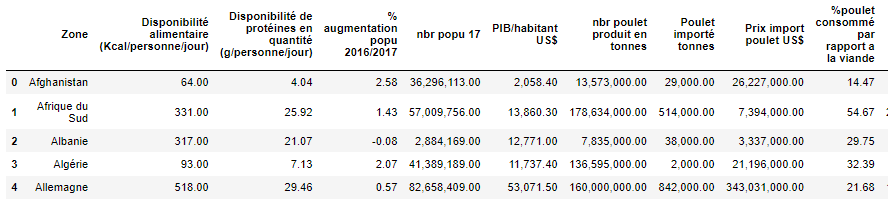 Zone
Disponibilité
alimentaire
(Kcal/personne/jour)
Disponibilité de
protéines en
quantité
(g/personne/jour)
%
augmentation
popu
2016/2017
nbr popu 17
PIB/habitant
US$
nbr poulet
produit en
tonnes
Poulet
importé
tonnes
Prix import
poulet US$
%poulet
consommé
par
rapport a
la viande
0 Afghanistan 64.00 4.04 2.58 36,296,113.00 2,058.40 13,573,000.00 29,000.00 26,227,000.00 14.47
1 Afrique du Sud 331.00 25.92 1.43 57,009,756.00 13,860.30 178,634,000.00 514,000.00 7,394,000.00 54.67
2 Albanie 317.00 21.07 -0.08 2,884,169.00 12,771.00 7,835,000.00 38,000.00 3,337,000.00 29.75
3 Algérie 93.00 7.13 2.07 41,389,189.00 11,737.40 136,595,000.00 2,000.00 21,196,000.00 32.39
4 Allemagne 518.00 29.46 0.57 82,658,409.00 53,071.50 160,000,000.00 842,000.00 343,031,000.00 21.68